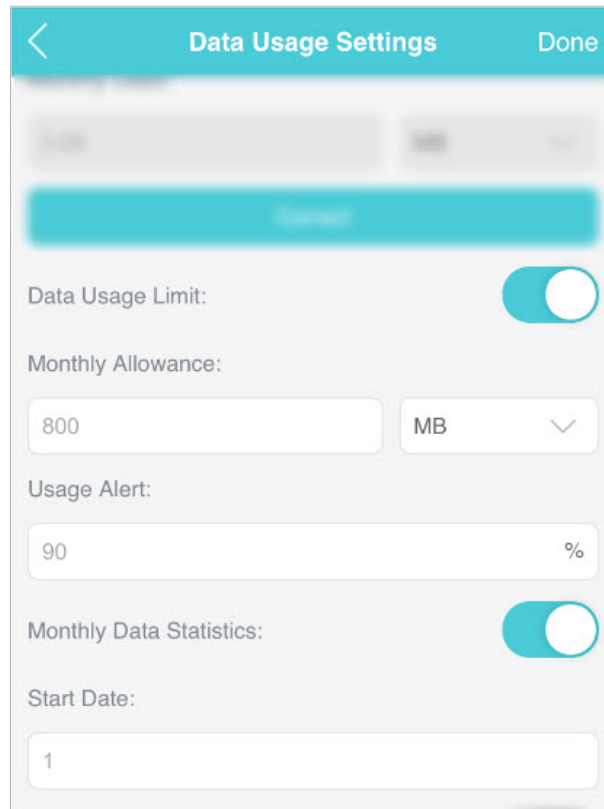 Data Usage Settings Done
Data Usage Limit:
Monthly Allowance:
800 MB
Usage Alert:
90 %
Monthly Data Statistics:
Start Date:
1